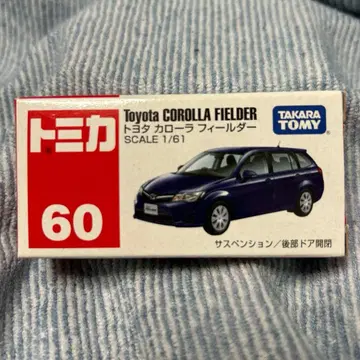 トミカ
60
Toyota COROLLA FIELDER
トヨタ カローラ フィールダー
SCALE 1/61
TAKARA
TOMY
サスペンション/後部ドア開閉